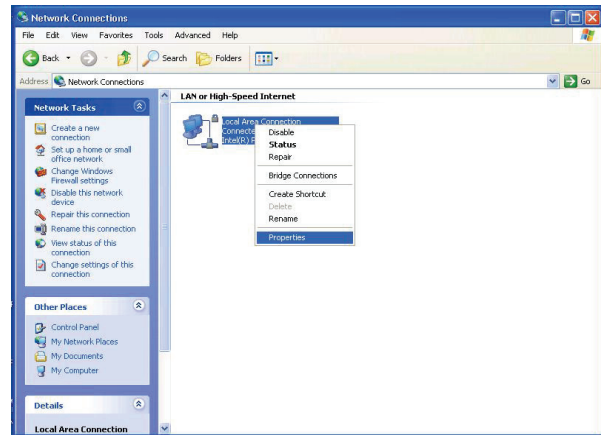 Network Connections
File Edit View Favorites Tools Advanced Help
Back Search Folders
Address Network Connections Go
Network Tasks
Create a new
connection
Set up a home or small
office network
Change Windows
Firewall settings
Disable this network
device
Repair this connection
Rename this connection
View status of this
connection
Change settings of this
connection
Other Places
Control Panel
My Network Places
My Documents
My Computer
Details
Local Area Connection
LAN or High-Speed Internet
Local Area Connection
Connecte
Intel(R) P
Disable
Status
Repair
Bridge Connections
Create Shortcut
Delete
Rename
Properties